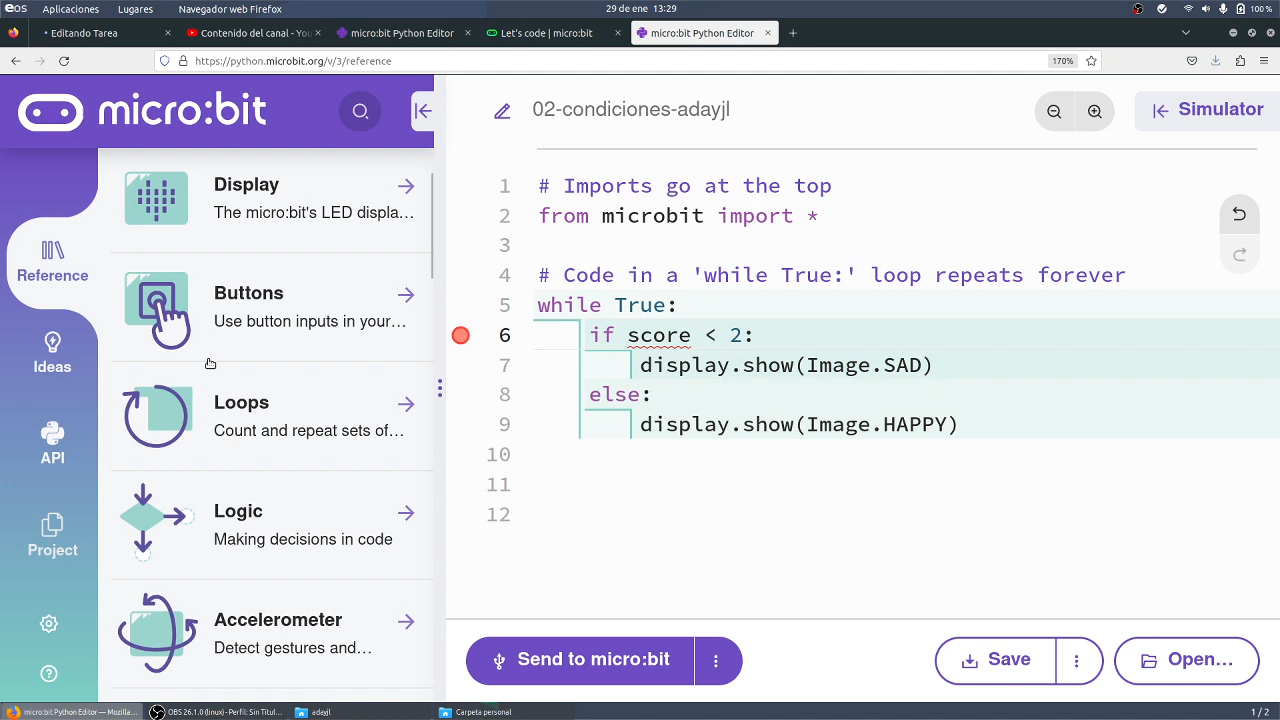 eos Aplicaciones Lugares Navegador web Firefox 29 de ene 13:29 100 %
Editel do Tarea
Contenido del canal - You
micro:bit Python Editor
Let's code | micro:bit
micro:bit Python Editor
https://python.microbit.org/v/3/reference 170%
micro:bit
02-condiciones-adayjl
Simulator
Reference
Ideas
API
Project
Display
The micro:bit's LED displa...
Buttons
Use button inputs in your...
Loops
Count and repeat sets of...
Logic
Making decisions in code
Accelerometer
Detect gestures and...
1 # Imports go at the top
2 from microbit import *
3
4 # Code in a 'while True:' loop repeats forever
5 while True:
6 if score < 2:
7 display.show(Image.SAD)
8 else:
9 display.show(Image.HAPPY)
10
11
12
Send to micro:bit
Save
Open...
micro:bit Python Editor — Mozilla...
OBS 26.1.0 (linux) - Perfil: Sin Títul...
adayjl
Carpeta personal
1 / 2